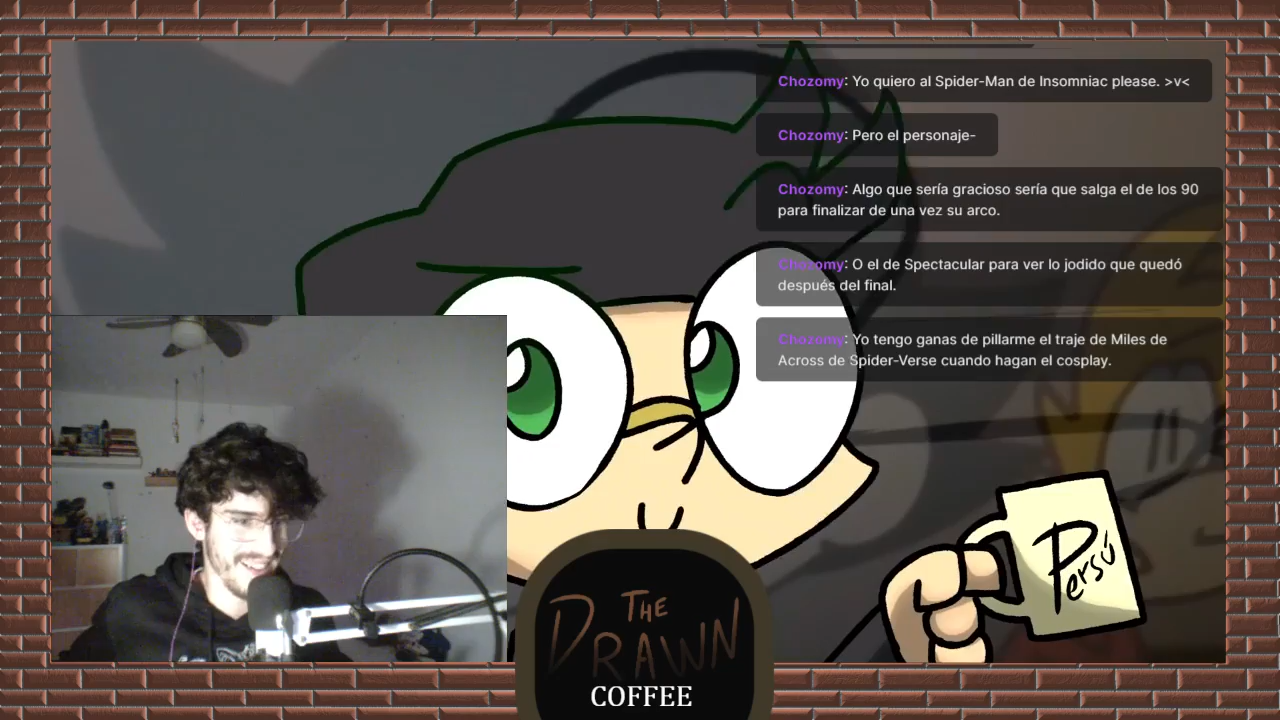 Chozomy: Yo quiero al Spider-Man de Insomniac please. >v<
Chozomy: Pero el personaje-
Chozomy: Algo que sería gracioso sería que salga el de los 90
para finalizar de una vez su arco.
Chozomy: O el de Spectacular para ver lo jodido que quedó
después del final.
Chozomy: Yo tengo ganas de pillarme el traje de Miles de
Across de Spider-Verse cuando hagan el cosplay.
Persú
THE
DRAWN
COFFEE